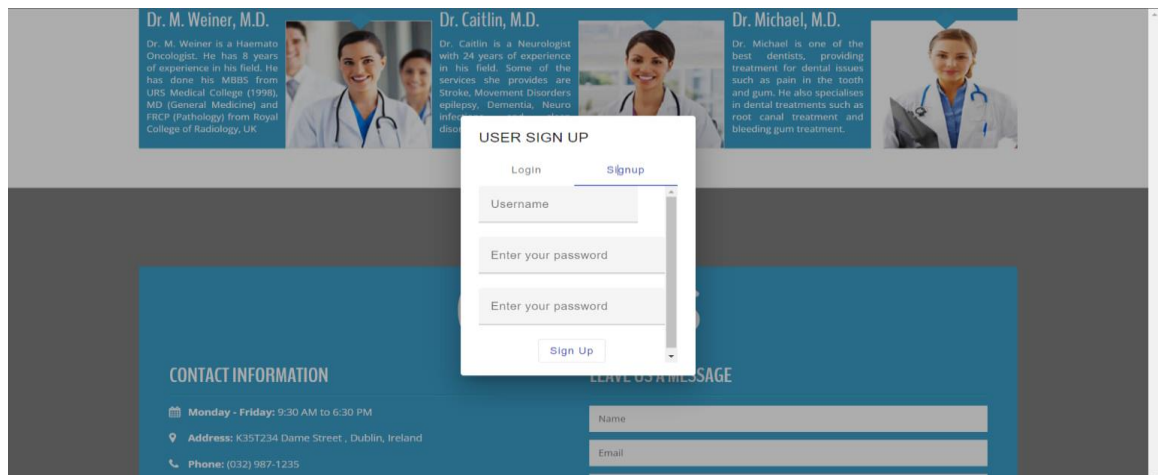 Dr. M. Weiner, M.D.
Dr. M. Weiner is a Haemato
Oncologist. He has 8 years
of experience in his field. He
has done his MBBS from
URS Medical College (1998),
MD (General Medicine) and
FRCP (Pathology) from Royal
College of Radiology, UK
Dr. Caitlin, M.D.
Dr. Caitlin is a Neurologist
with 24 years of experience
in his field. Some of the
services she provides are
Stroke, Movement Disorders
epilepsy, Dementia, Neuro
Dr. Michael, M.D.
Dr. Michael is one of the
best dentists, providing
treatment for dental issues
such as pain in the tooth
and gum. He also specialises
in dental treatments such as
root canal treatment and
bleeding gum treatment.
USER SIGN UP
Login Signup
Username
Enter your password
Enter your password
Sign Up
CONTACT INFORMATION
Monday - Friday: 9:30 AM to 6:30 PM
Address: K35T234 Dame Street , Dublin, Ireland
Phone: (032) 987-1235
LEAVE US A MESSAGE
Name
Email